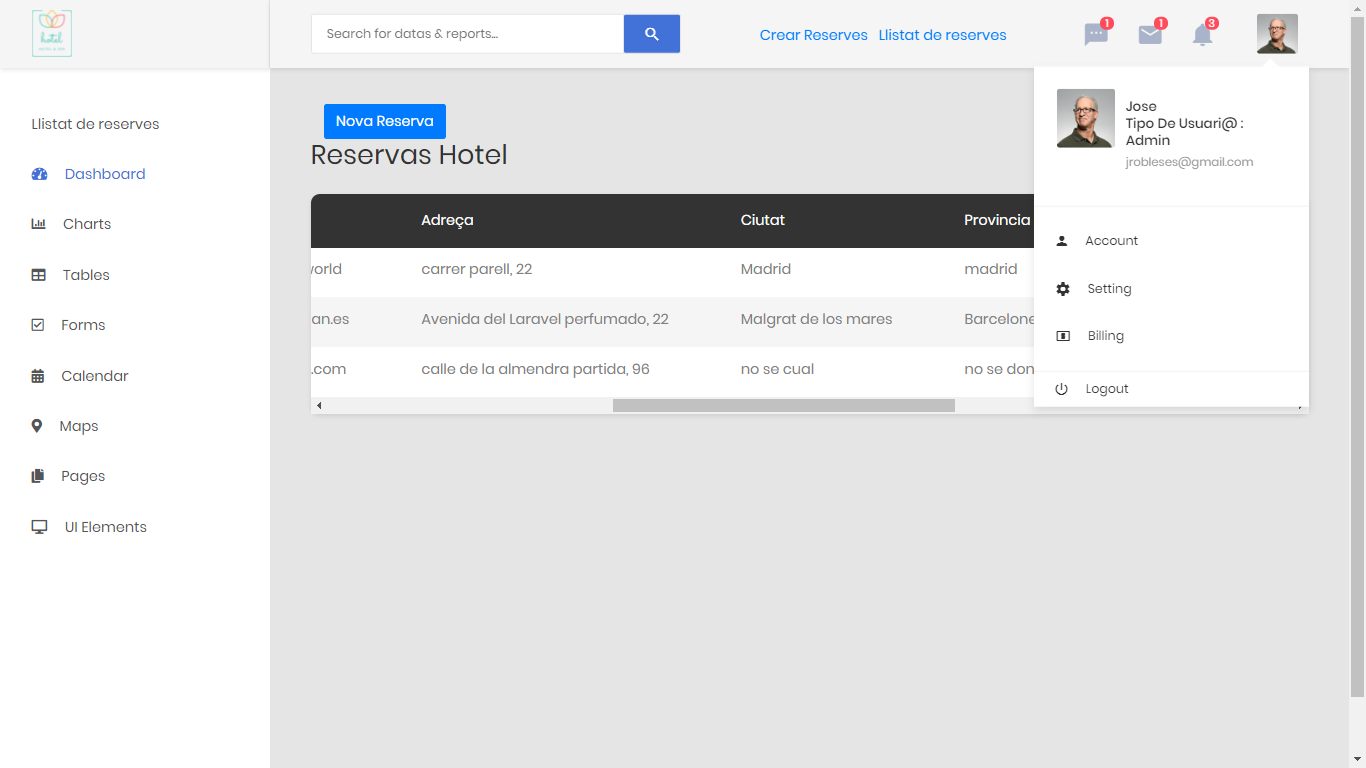 hotel
Search for datas & reports...
Crear Reserves Llistat de reserves
1
1
3
Jose
Tipo De Usuari@ :
Admin
jrobleses@gmail.com
Account
Setting
Billing
Logout
Llistat de reserves
Dashboard
Charts
Tables
Forms
Calendar
Maps
Pages
UI Elements
Nova Reserva
Reservas Hotel
Adreça Ciutat Provincia
world carrer parell, 22 Madrid madrid
an.es Avenida del Laravel perfumado, 22 Malgrat de los mares Barcelone
.com calle de la almendra partida, 96 no se cual no se don